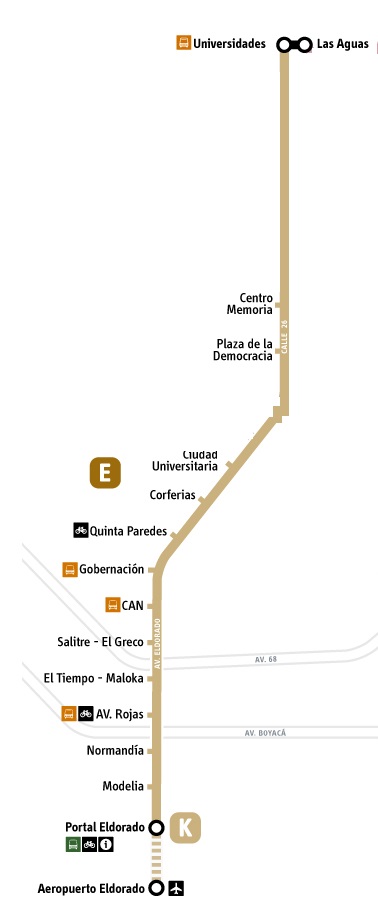 Universidades
Las Aguas
Centro
Memoria
Plaza de la
Democracia
CALLE 26
Ciudad
Universitaria
E
Corferias
Quinta Paredes
Gobernación
CAN
AV. ELDORADO
Salitre - El Greco
AV. 68
El Tiempo - Maloka
AV. Rojas
AV. BOYACÁ
Normandía
Modelia
Portal Eldorado
K
i
Aeropuerto Eldorado